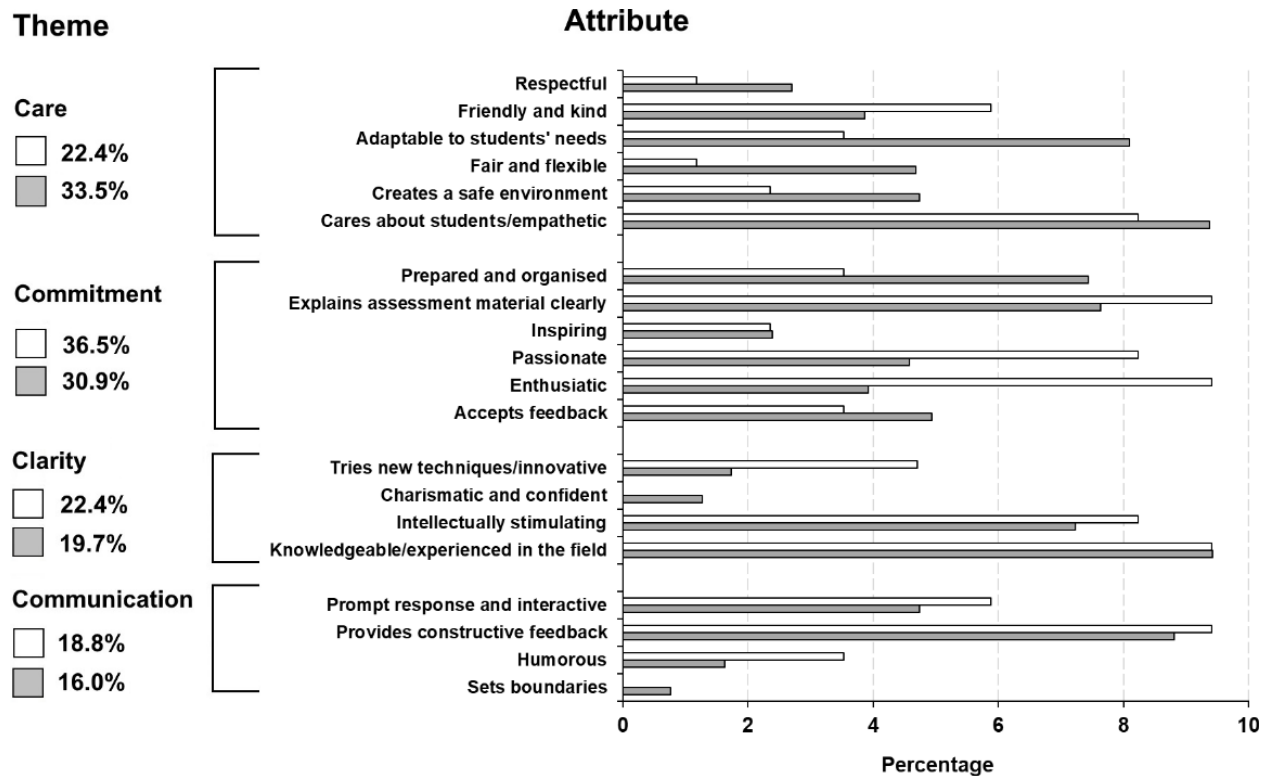 Theme
Attribute
Care
22.4%
33.5%
Respectful
Friendly and kind
Adaptable to students' needs
Fair and flexible
Creates a safe environment
Cares about students/empathetic
Commitment
36.5%
30.9%
Prepared and organised
Explains assessment material clearly
Inspiring
Passionate
Enthusiatic
Accepts feedback
Clarity
22.4%
19.7%
Tries new techniques/innovative
Charismatic and confident
Intellectually stimulating
Knowledgeable/experienced in the field
Communication
18.8%
16.0%
Prompt response and interactive
Provides constructive feedback
Humorous
Sets boundaries
0 2 4 6 8 10
Percentage